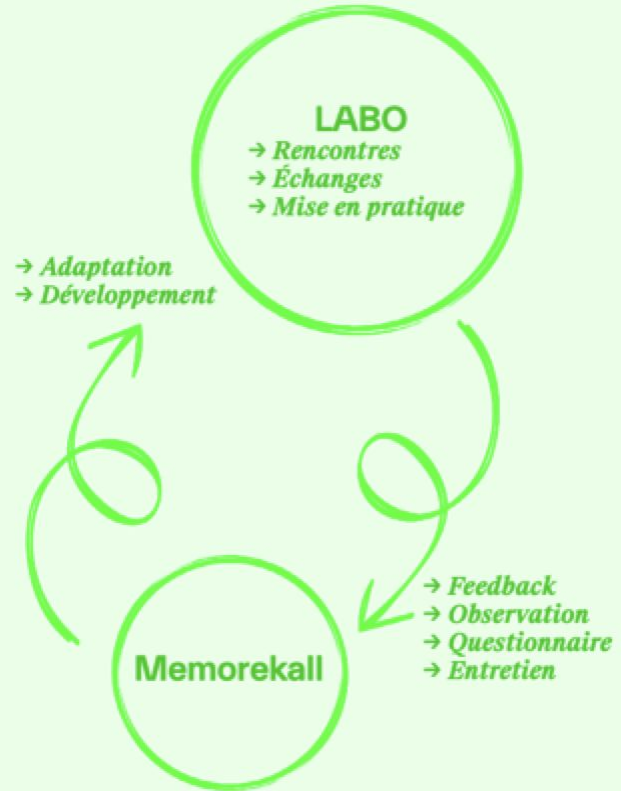 LABO
→ Rencontres
→ Échanges
→ Mise en pratique
→ Adaptation
→ Développement
→ Feedback
→ Observation
→ Questionnaire
→ Entretien
Memorekall